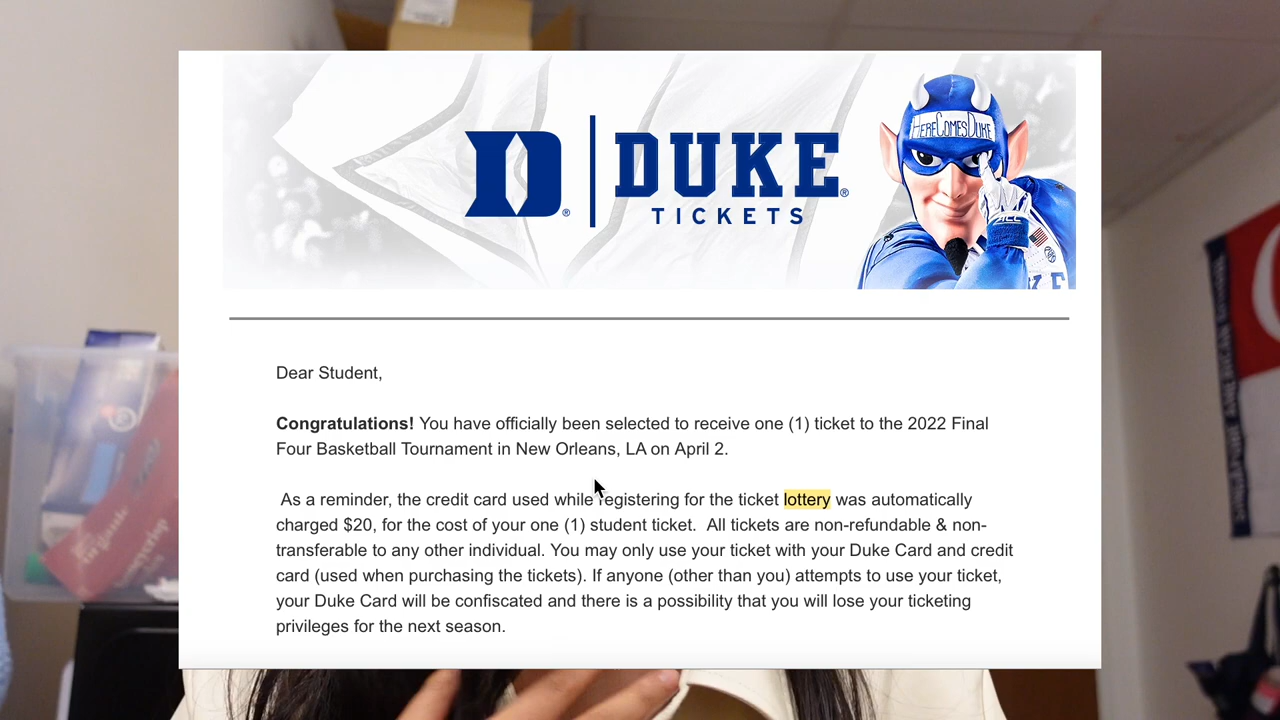 HERECOMESDUKE
D® | DUKE®
TICKETS
ACC
Dear Student,
Congratulations! You have officially been selected to receive one (1) ticket to the 2022 Final
Four Basketball Tournament in New Orleans, LA on April 2.
As a reminder, the credit card used while registering for the ticket lottery was automatically
charged $20, for the cost of your one (1) student ticket.  All tickets are non-refundable & non-
transferable to any other individual. You may only use your ticket with your Duke Card and credit
card (used when purchasing the tickets). If anyone (other than you) attempts to use your ticket,
your Duke Card will be confiscated and there is a possibility that you will lose your ticketing
privileges for the next season.